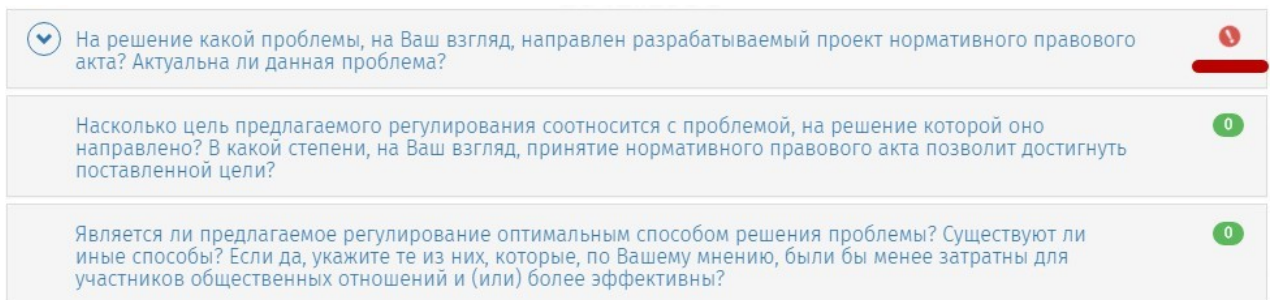 На решение какой проблемы, на Ваш взгляд, направлен разрабатываемый проект нормативного правового
акта? Актуальна ли данная проблема?
!
Насколько цель предлагаемого регулирования соотносится с проблемой, на решение которой оно
направлено? В какой степени, на Ваш взгляд, принятие нормативного правового акта позволит достигнуть
поставленной цели?
0
Является ли предлагаемое регулирование оптимальным способом решения проблемы? Существуют ли
иные способы? Если да, укажите те из них, которые, по Вашему мнению, были бы менее затратны для
участников общественных отношений и (или) более эффективны?
0